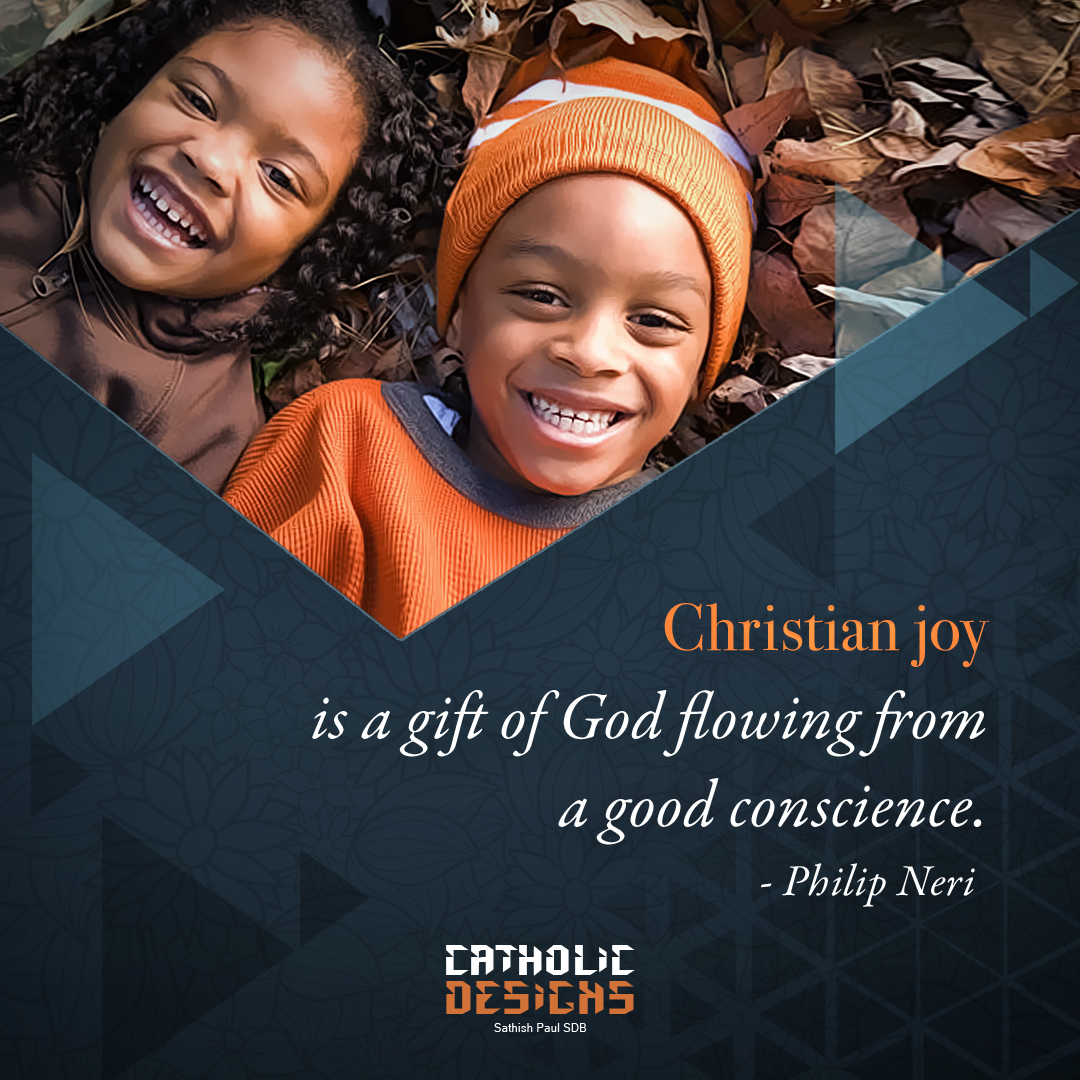 Christian joy
is a gift of God flowing from
a good conscience.
- Philip Neri
CATHOLIC
DESIGNS
Sathish Paul SDB